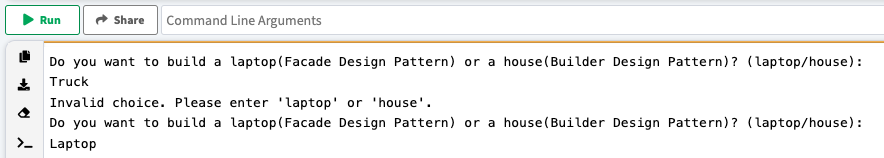 Run
Share
Command Line Arguments
Do you want to build a laptop(Facade Design Pattern) or a house(Builder Design Pattern)? (laptop/house):
Truck
Invalid choice. Please enter 'laptop' or 'house'.
Do you want to build a laptop(Facade Design Pattern) or a house(Builder Design Pattern)? (laptop/house):
Laptop